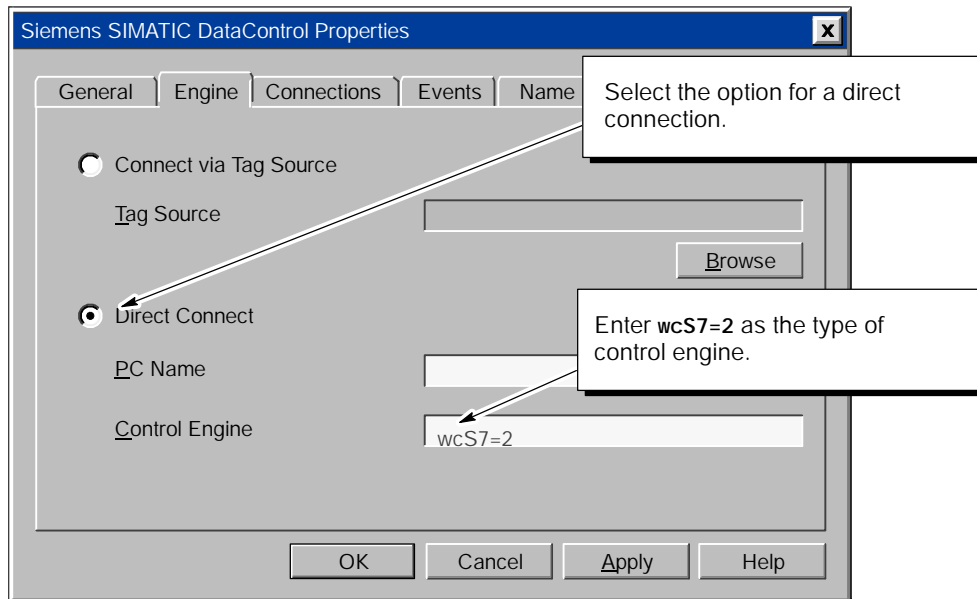 Siemens SIMATIC DataControl Properties
General Engine Connections Events Name
Select the option for a direct
connection.
Connect via Tag Source
Tag Source
Browse
Direct Connect
Enter wcS7=2 as the type of
control engine.
PC Name
Control Engine
wcS7=2
OK Cancel Apply Help